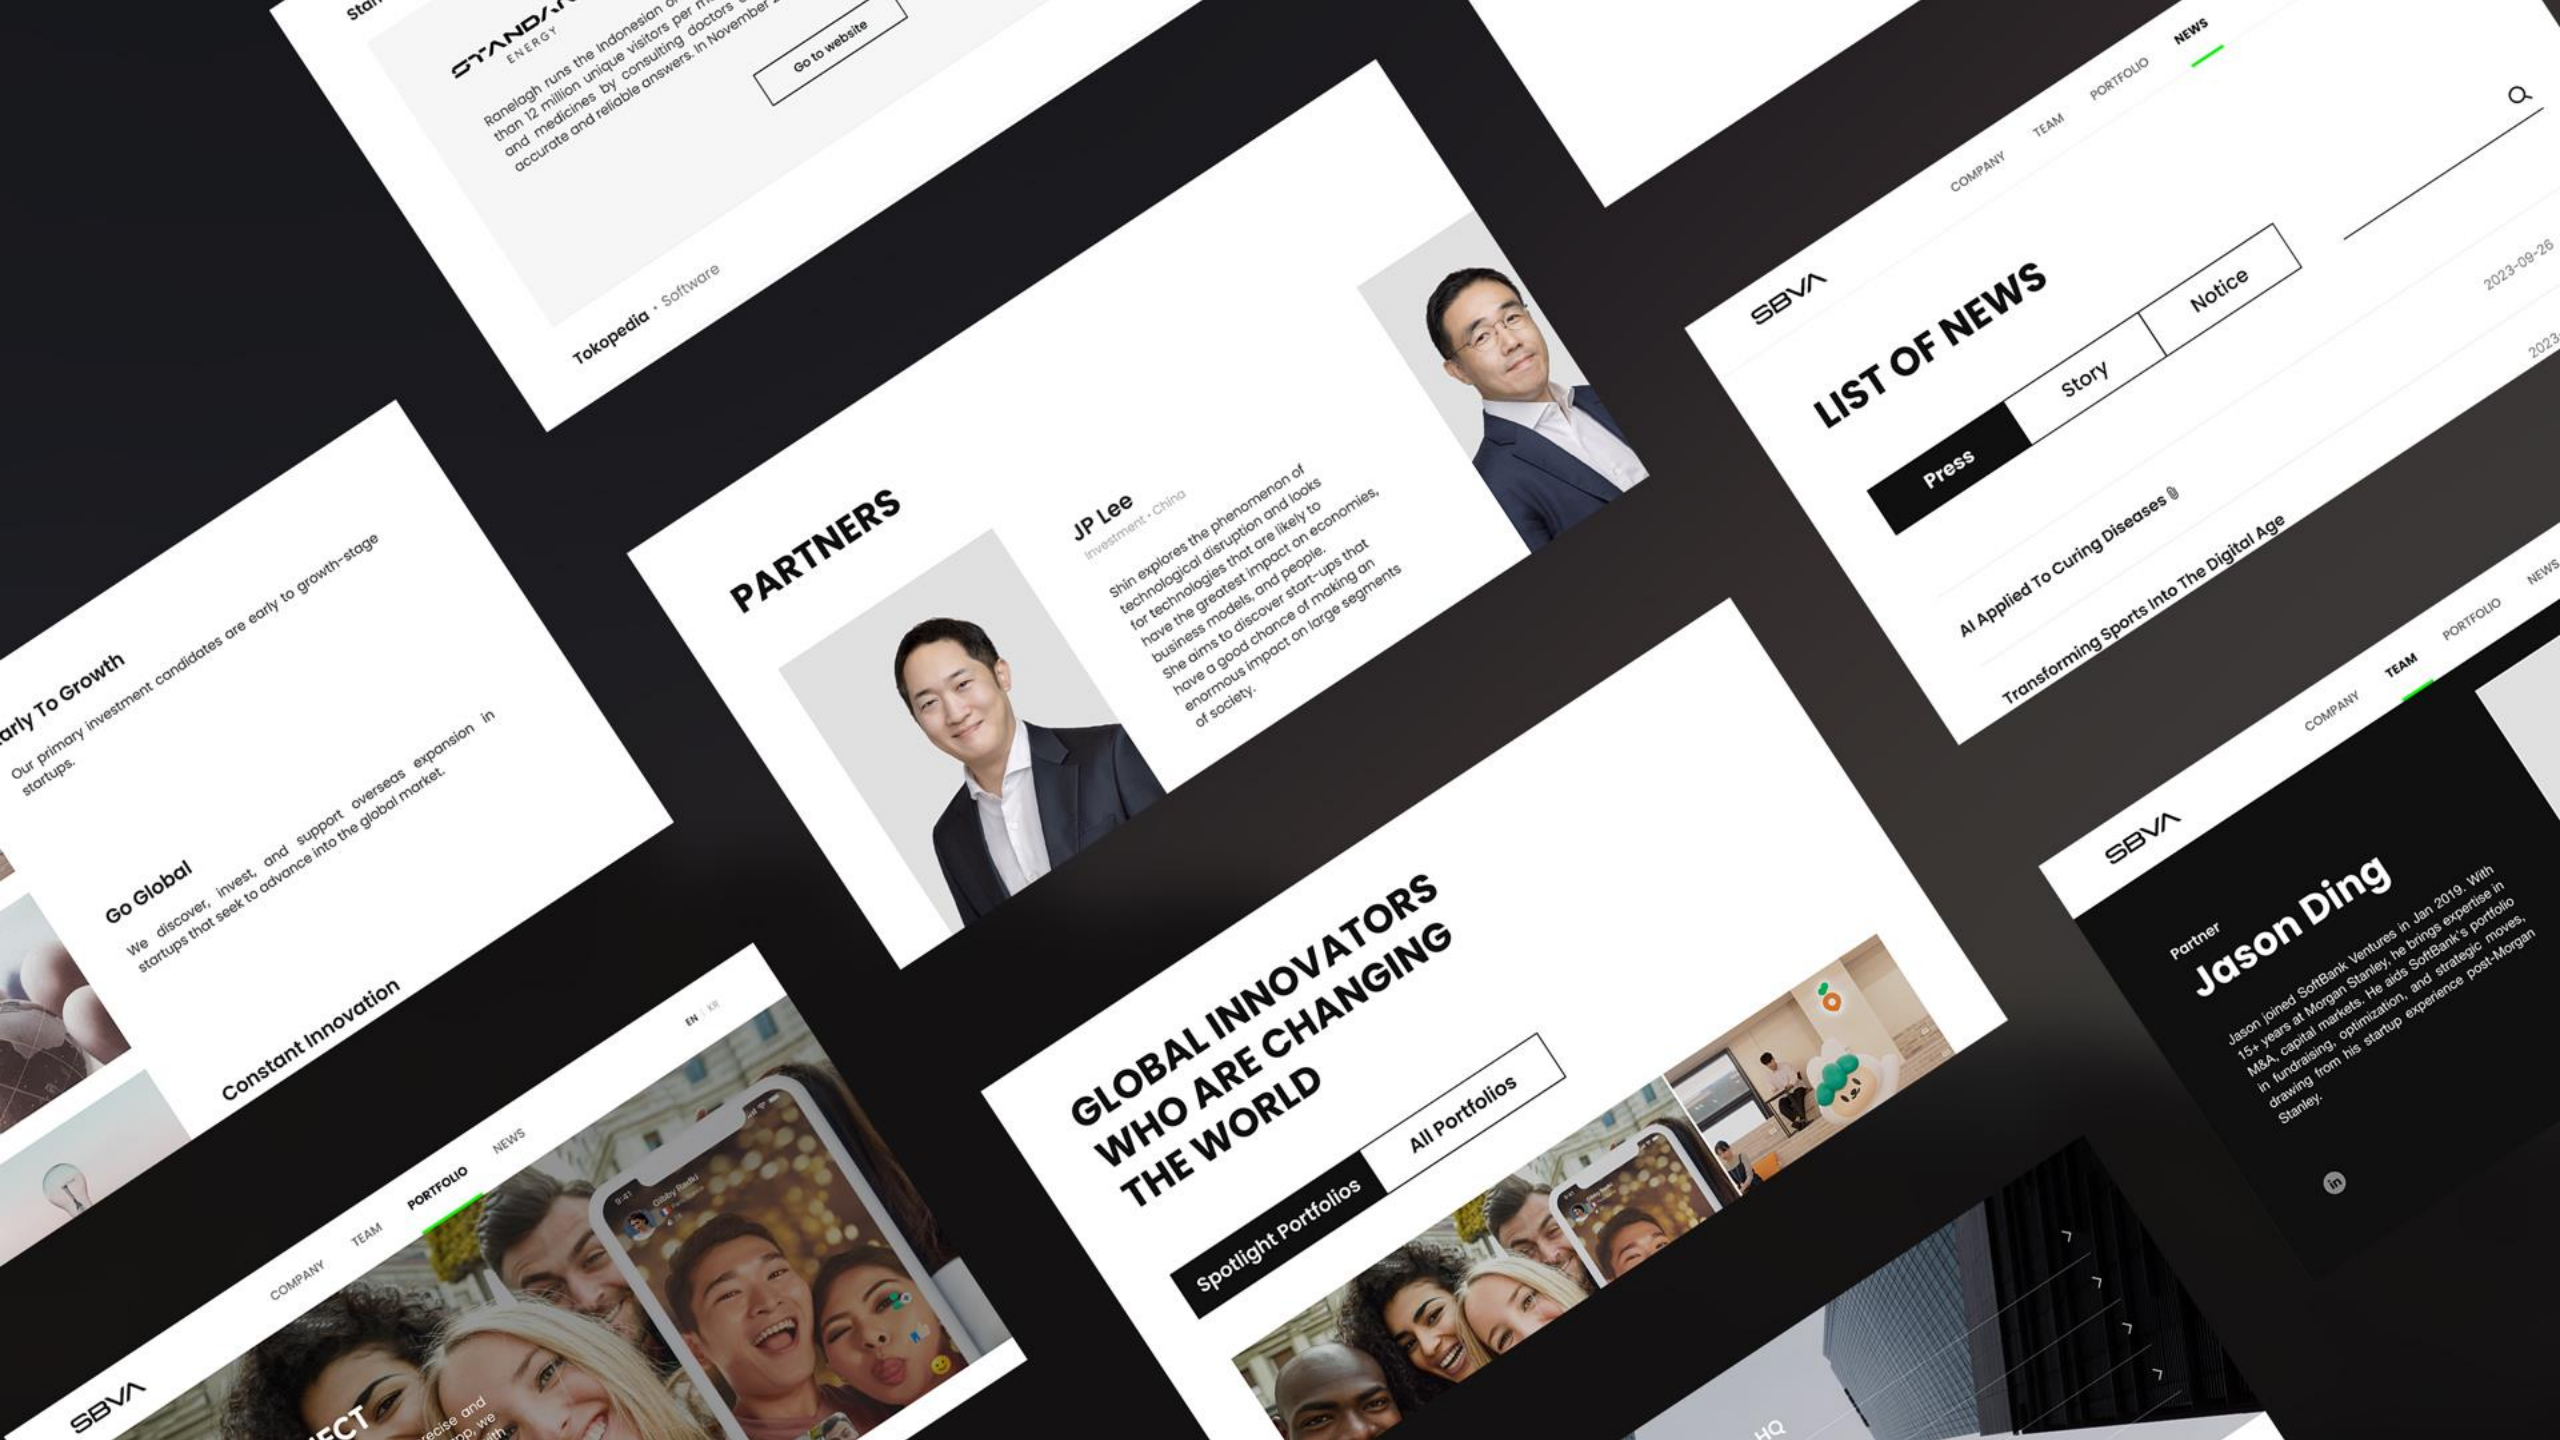 STANDA
ENERGY
Ranelagh runs the Indonesian
than 12 million unique visitors per
and medicines by consulting doctors
accurate and reliable answers. In November
Go to website
Tokopedia • Software
arly To Growth
Our primary investment candidates are early to growth-stage
startups.
Go Global
We discover, invest, and support overseas expansion in
startups that seek to advance into the global market.
Constant Innovation
PARTNERS
JP Lee
Investment • China
Shin explores the phenomenon of
technological disruption and looks
for technologies that are likely to
have the greatest impact on economies,
business models, and people.
She aims to discover start-ups that
have a good chance of making an
enormous impact on large segments
of society.
SBVA
COMPANY
TEAM
PORTFOLIO
NEWS
LIST OF NEWS
Press
Story
Notice
2023-09-26
2023-
AI Applied To Curing Diseases
Transforming Sports Into The Digital Age
SBVA
COMPANY
TEAM
PORTFOLIO
NEWS
EN
KR
9:41
Gibby Radki
ECT
GLOBAL INNOVATORS
WHO ARE CHANGING
THE WORLD
Spotlight Portfolios
All Portfolios
SBVA
COMPANY
TEAM
PORTFOLIO
NEWS
Partner
Jason Ding
Jason joined SoftBank Ventures in Jan 2019. With
15+ years at Morgan Stanley, he brings expertise in
M&A, capital markets. He aids SoftBank's portfolio
in fundraising, optimization, and strategic moves,
drawing from his startup experience post-Morgan
Stanley.
in
HQ